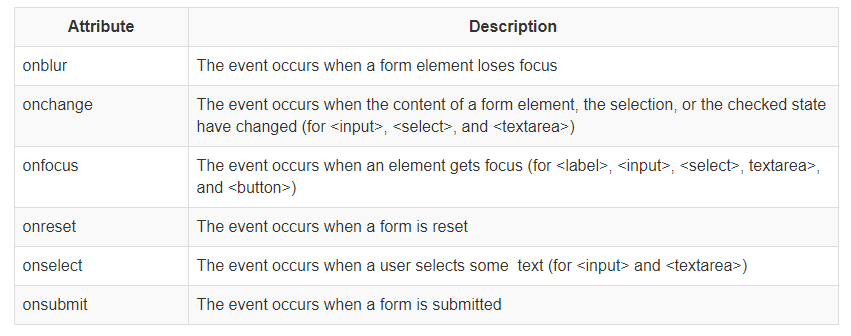 Attribute Description
onblur The event occurs when a form element loses focus
onchange The event occurs when the content of a form element, the selection, or the checked state
have changed (for <input>, <select>, and <textarea>)
onfocus The event occurs when an element gets focus (for <label>, <input>, <select>, textarea>,
and <button>)
onreset The event occurs when a form is reset
onselect The event occurs when a user selects some  text (for <input> and <textarea>)
onsubmit The event occurs when a form is submitted